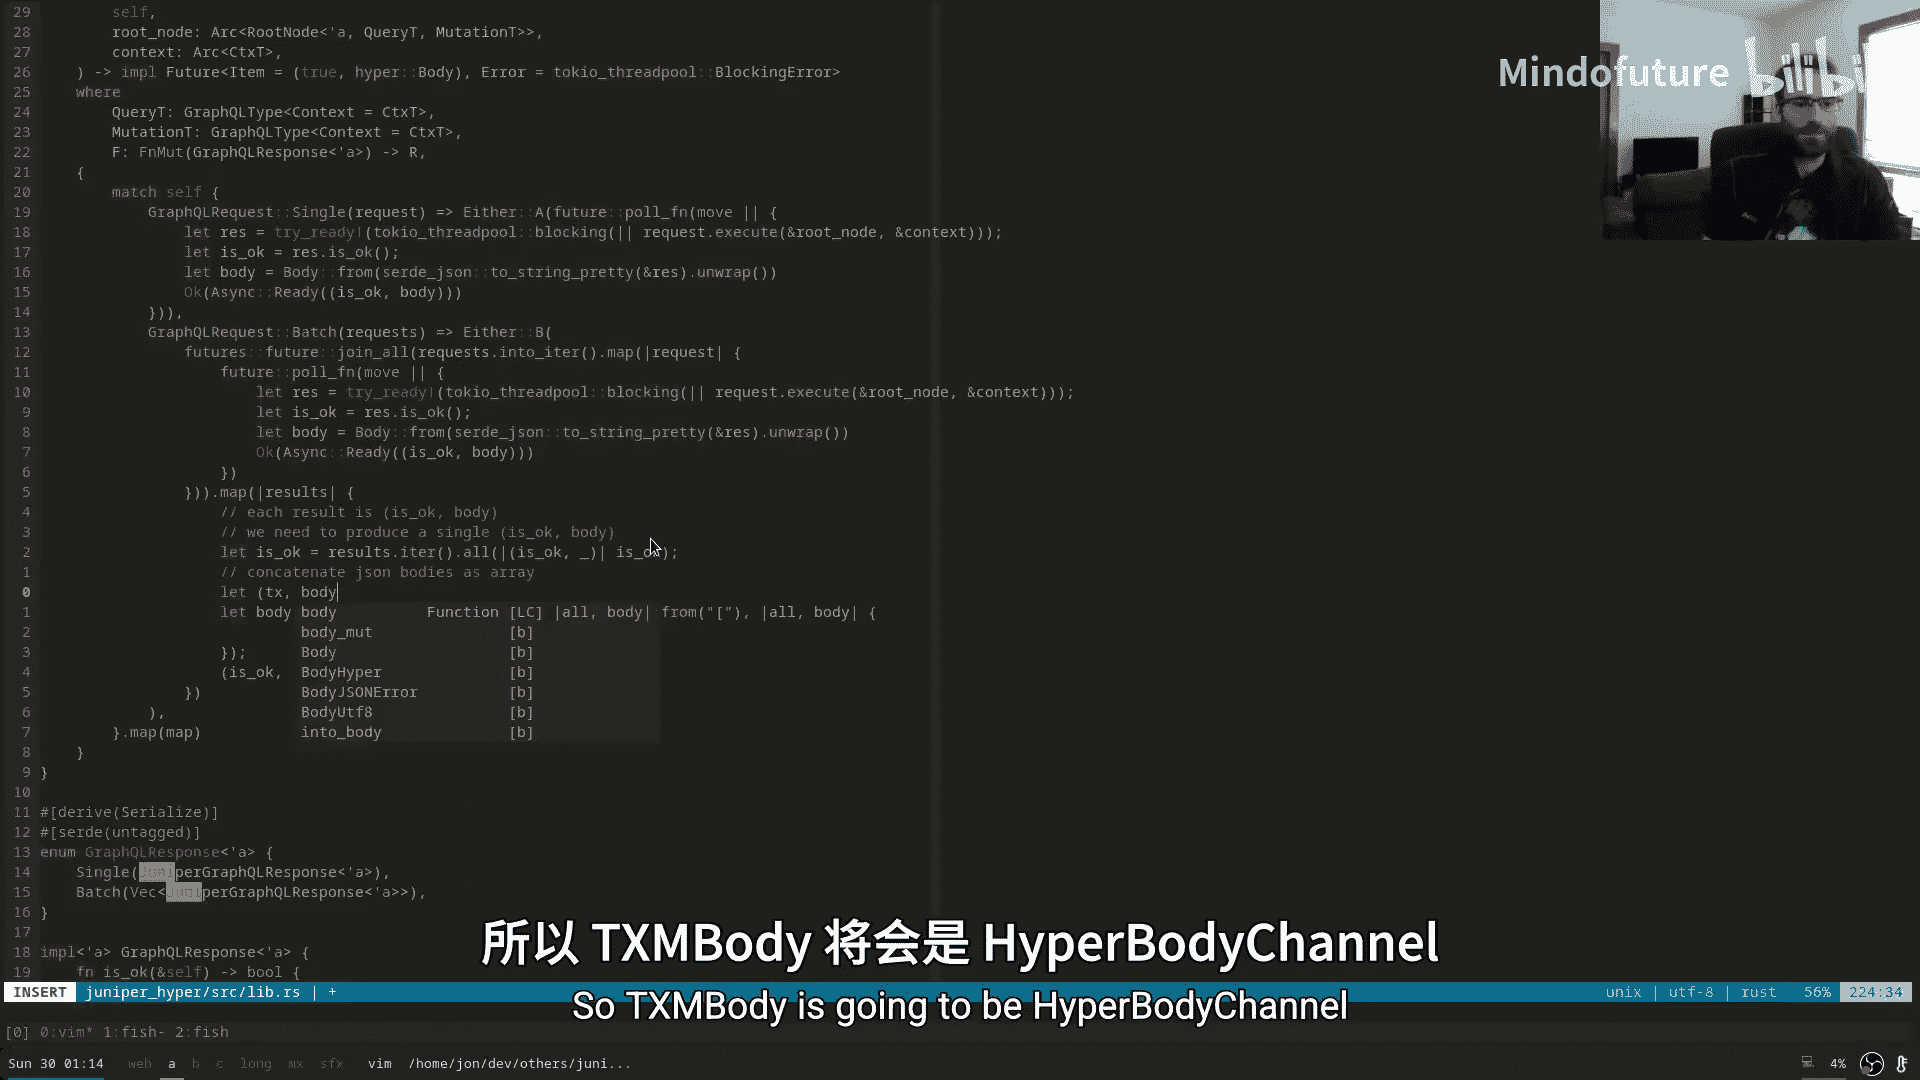 29 self,
28 root_node: Arc<RootNode<'a, QueryT, MutationT>>,
27 context: Arc<CtxT>,
26 ) -> impl Future<Item = (true, hyper::Body), Error = tokio_threadpool::BlockingError>
25 where
24 QueryT: GraphQLType<Context = CtxT>,
23 MutationT: GraphQLType<Context = CtxT>,
22 F: FnMut(GraphQLResponse<'a>) -> R,
21 {
20 match self {
19 GraphQLRequest::Single(request) => Either::A(future::poll_fn(move || {
18 let res = try_ready!(tokio_threadpool::blocking(|| request.execute(&root_node, &context)));
17 let is_ok = res.is_ok();
16 let body = Body::from(serde_json::to_string_pretty(&res).unwrap())
15 Ok(Async::Ready((is_ok, body)))
14 })),
13 GraphQLRequest::Batch(requests) => Either::B(
12 futures::future::join_all(requests.into_iter().map(|request| {
11 future::poll_fn(move || {
10 let res = try_ready!(tokio_threadpool::blocking(|| request.execute(&root_node, &context)));
9 let is_ok = res.is_ok();
8 let body = Body::from(serde_json::to_string_pretty(&res).unwrap())
7 Ok(Async::Ready((is_ok, body)))
6 })
5 })).map(|results| {
4 // each result is (is_ok, body)
3 // we need to produce a single (is_ok, body)
2 let is_ok = results.iter().all(|(is_ok, _)| is_ok);
1 // concatenate json bodies as array
0 let (tx, body
1 let body body Function [LC] |all, body| from("["), |all, body| {
2 body_mut [b]
3 }); Body [b]
4 (is_ok, BodyHyper [b]
5 }) BodyJSONError [b]
6 ), BodyUtf8 [b]
7 }.map(map) into_body [b]
8 }
9 }
10
11 #[derive(Serialize)]
12 #[serde(untagged)]
13 enum GraphQLResponse<'a> {
14 Single(JuniperGraphQLResponse<'a>),
15 Batch(Vec<JuniperGraphQLResponse<'a>>),
16 }
17
18 impl<'a> GraphQLResponse<'a> {
19 fn is_ok(&self) -> bool {
INSERT juniper_hyper/src/lib.rs | + unix | utf-8 | rust 56% 224:34
[0] 0:vim* 1:fish- 2:fish
Sun 30 01:14 web a b c long mx sfx vim /home/jon/dev/others/juni... 4%
Mindofuture bilibili
所以 TXMBody 将会是 HyperBodyChannel
So TXMBody is going to be HyperBodyChannel